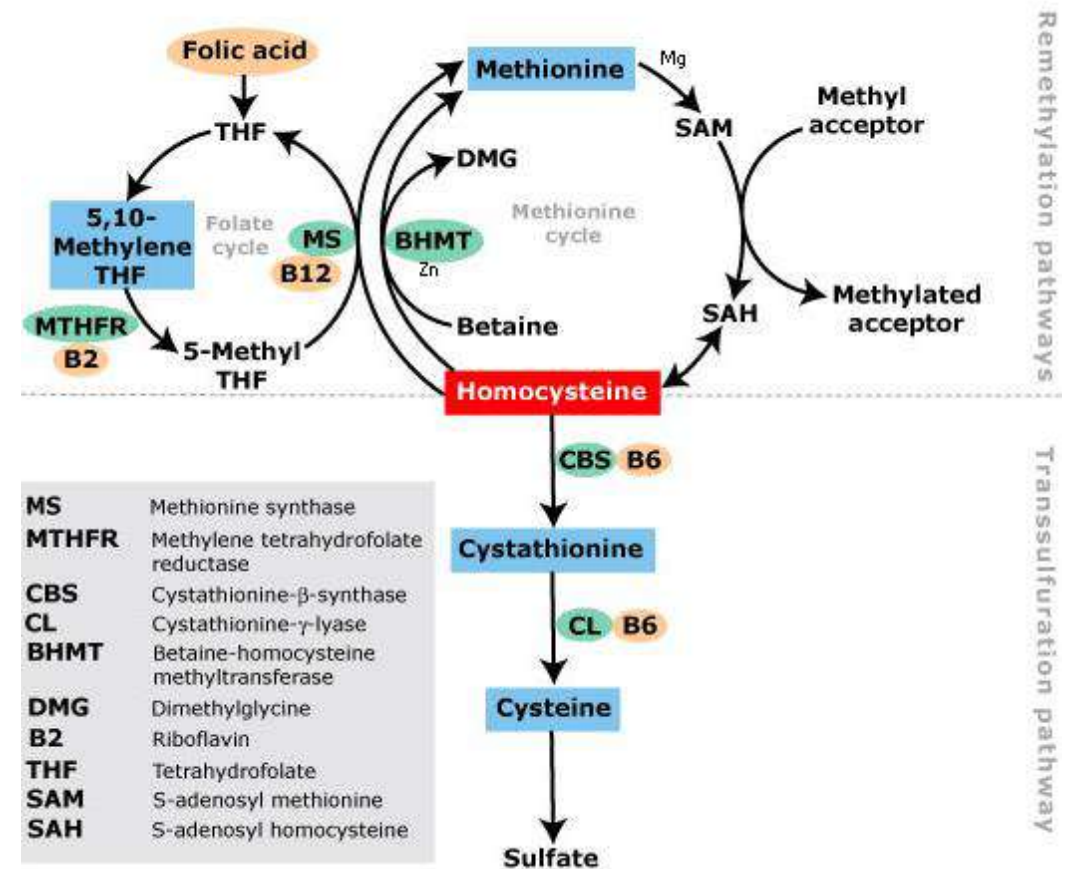 Folic acid
THF
5,10-
Methylene
THF
Folate
cycle
MS
B12
MTHFR
B2
5-Methyl
THF
Methionine
Mg
SAM
Methyl
acceptor
DMG
Methionine
cycle
BHMT
Zn
Betaine
SAH
Methylated
acceptor
Homocysteine
Remethylation pathways
CBS B6
Cystathionine
CL B6
Cysteine
Sulfate
Transsulfuration pathway
MS Methionine synthase
MTHFR Methylene tetrahydrofolate
reductase
CBS Cystathionine-β-synthase
CL Cystathionine-γ-lyase
BHMT Betaine-homocysteine
methyltransferase
DMG Dimethylglycine
B2 Riboflavin
THF Tetrahydrofolate
SAM S-adenosyl methionine
SAH S-adenosyl homocysteine